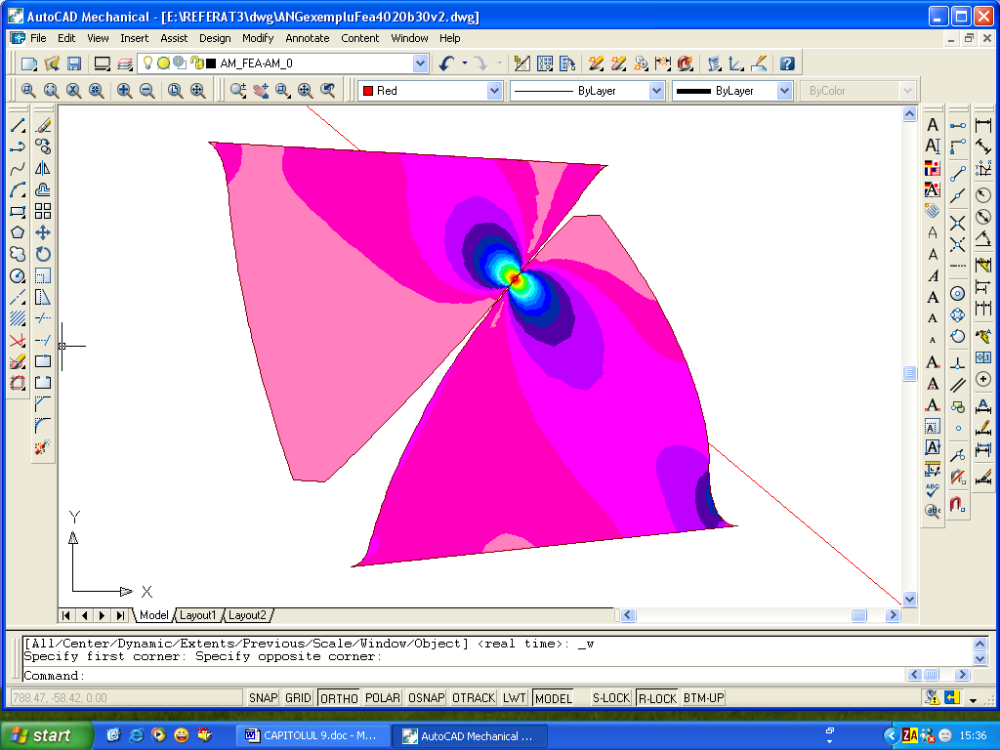 AutoCAD Mechanical - [E:\REFERAT3\dwg\ANGexempluFea4020b30v2.dwg]
File Edit View Insert Assist Design Modify Annotate Content Window Help
AM_FEA-AM_0
Red ByLayer ByLayer ByColor
Y
X
Model Layout1 Layout2
[All/Center/Dynamic/Extents/Previous/Scale/Window/Object] <real time>: _w
Specify first corner: Specify opposite corner:
Command:
788.47, -58.42, 0.00 SNAP GRID ORTHO POLAR OSNAP OTRACK LWT MODEL S-LOCK R-LOCK BTM-UP
start CAPITOLUL 9.doc - M... AutoCAD Mechanical ... ZA 15:36